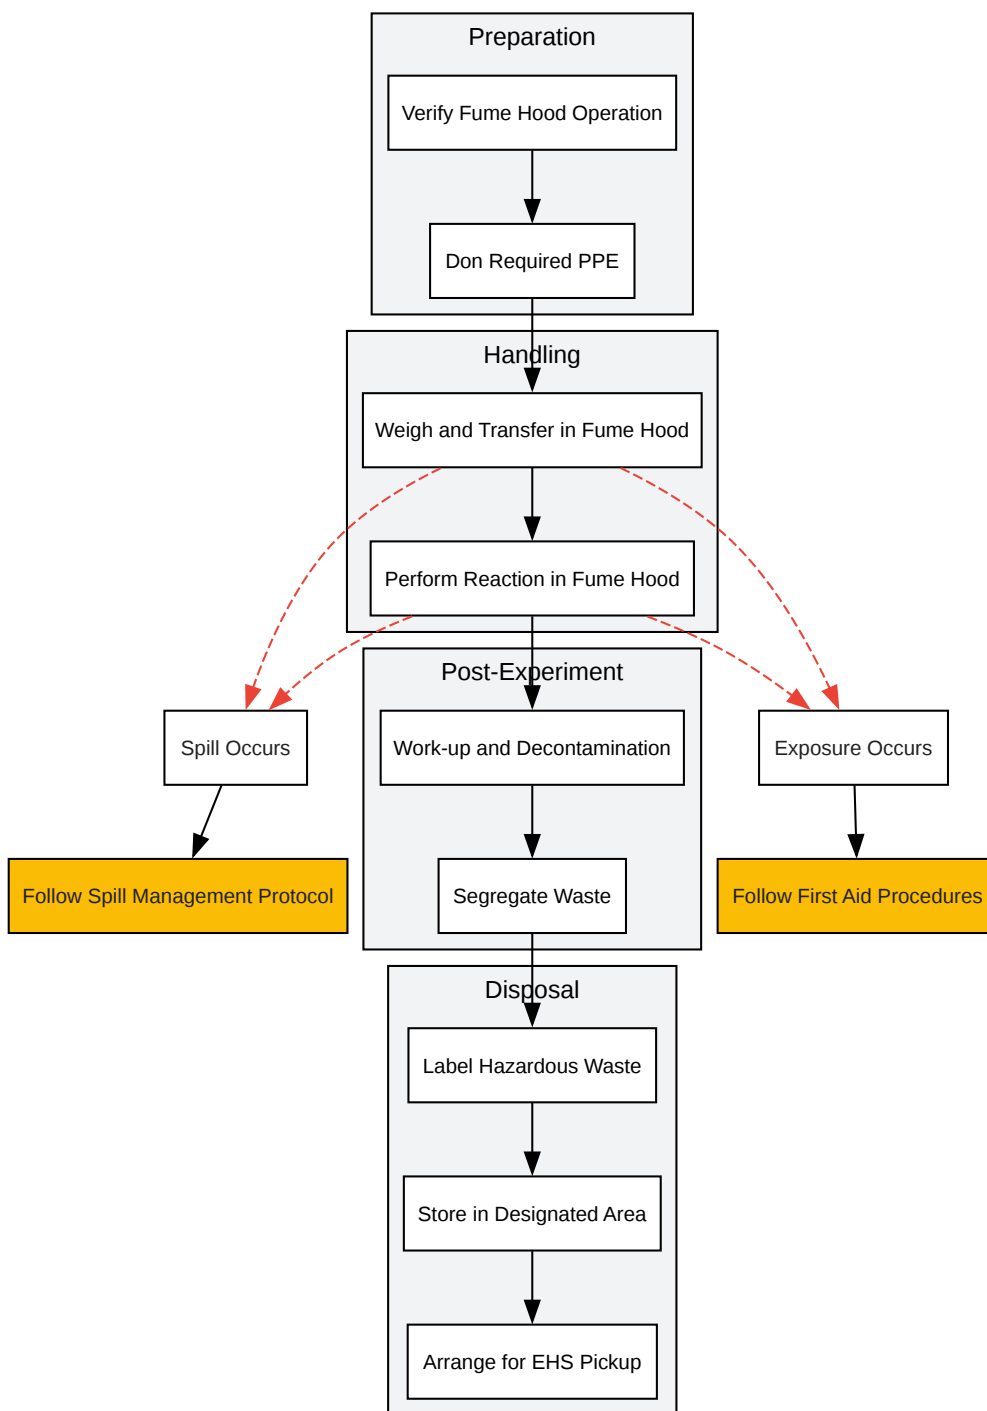 Preparation
Verify Fume Hood Operation
Don Required PPE
Handling
Weigh and Transfer in Fume Hood
Perform Reaction in Fume Hood
Post-Experiment
Spill Occurs
Work-up and Decontamination
Exposure Occurs
Follow Spill Management Protocol
Segregate Waste
Follow First Aid Procedures
Disposal
Label Hazardous Waste
Store in Designated Area
Arrange for EHS Pickup